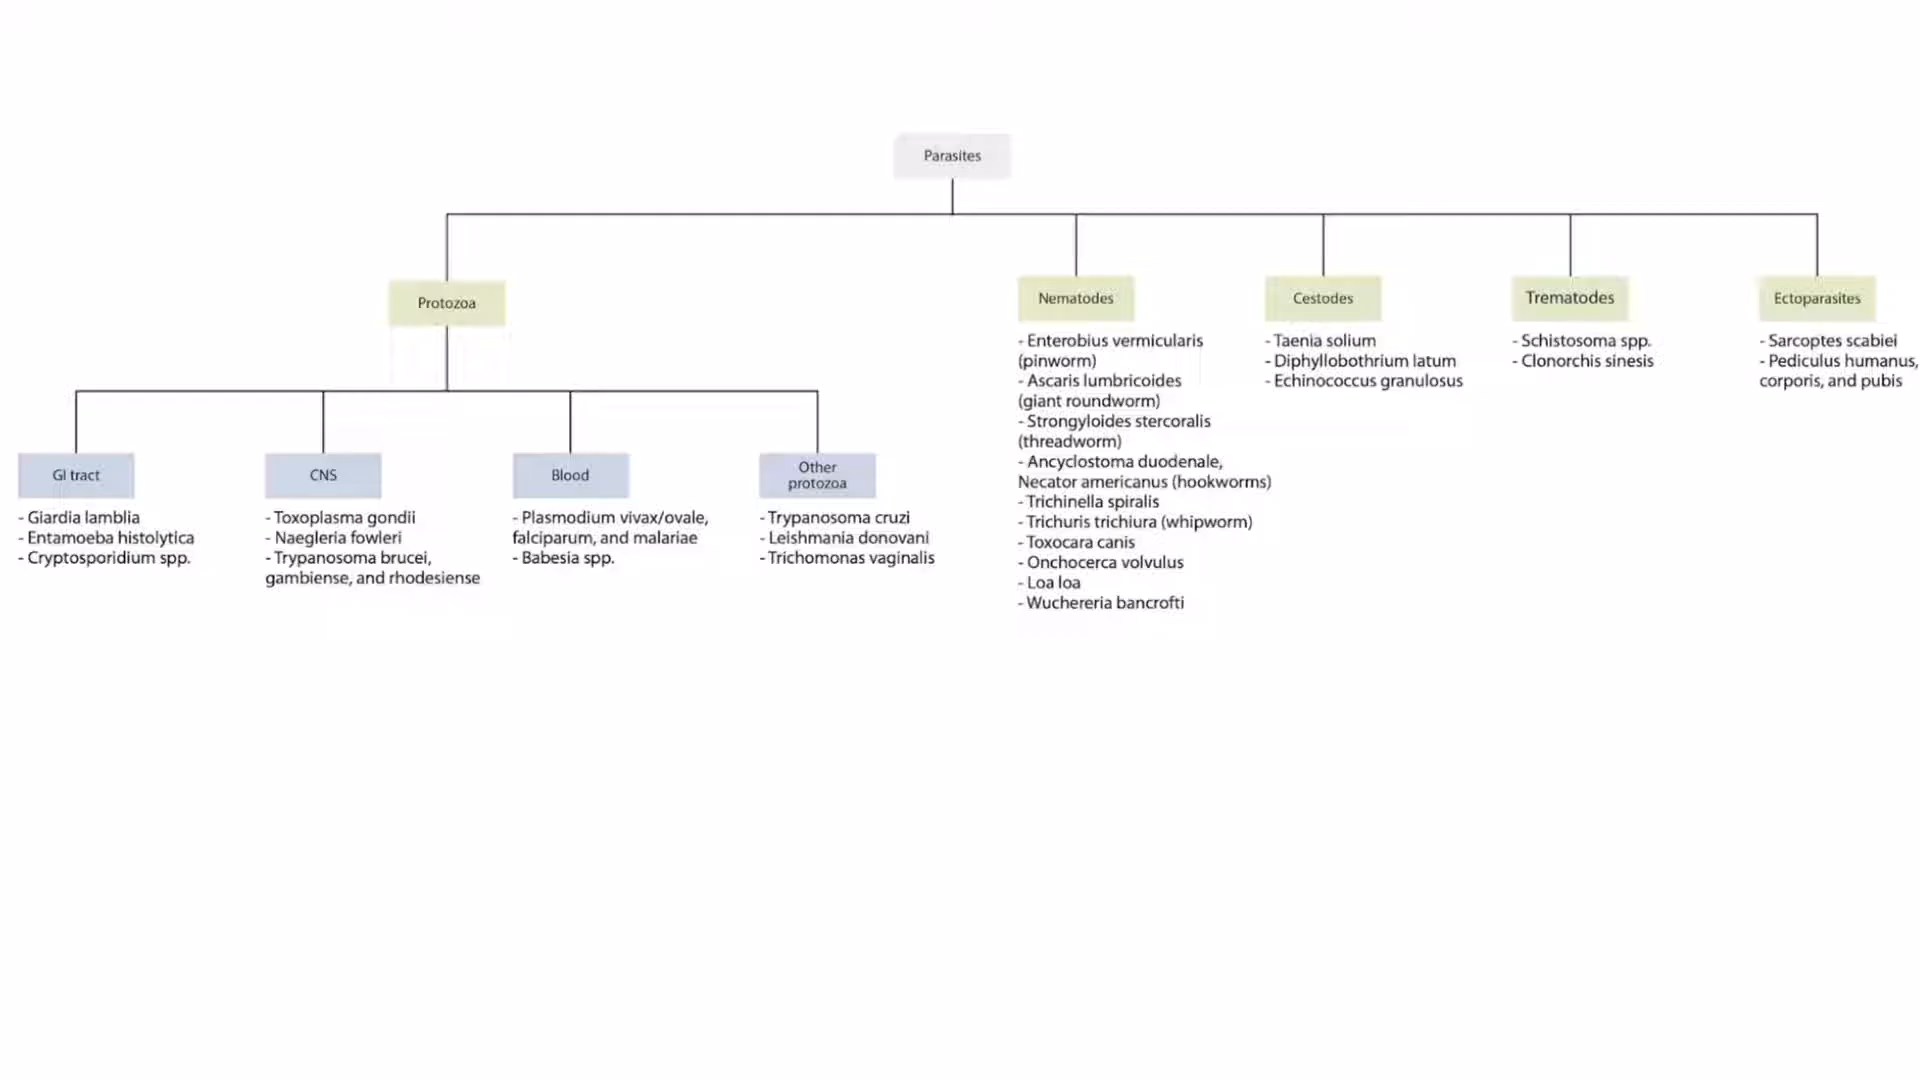 Parasites
Protozoa
GI tract
- Giardia lamblia
- Entamoeba histolytica
- Cryptosporidium spp.
CNS
- Toxoplasma gondii
- Naegleria fowleri
- Trypanosoma brucei,
gambiense, and rhodesiense
Blood
- Plasmodium vivax/ovale,
falciparum, and malariae
- Babesia spp.
Other
protozoa
- Trypanosoma cruzi
- Leishmania donovani
- Trichomonas vaginalis
Nematodes
- Enterobius vermicularis
(pinworm)
- Ascaris lumbricoides
(giant roundworm)
- Strongyloides stercoralis
(threadworm)
- Ancyclostoma duodenale,
Necator americanus (hookworms)
- Trichinella spiralis
- Trichuris trichiura (whipworm)
- Toxocara canis
- Onchocerca volvulus
- Loa loa
- Wuchereria bancrofti
Cestodes
- Taenia solium
- Diphyllobothrium latum
- Echinococcus granulosus
Trematodes
- Schistosoma spp.
- Clonorchis sinesis
Ectoparasites
- Sarcoptes scabiei
- Pediculus humanus,
corporis, and pubis